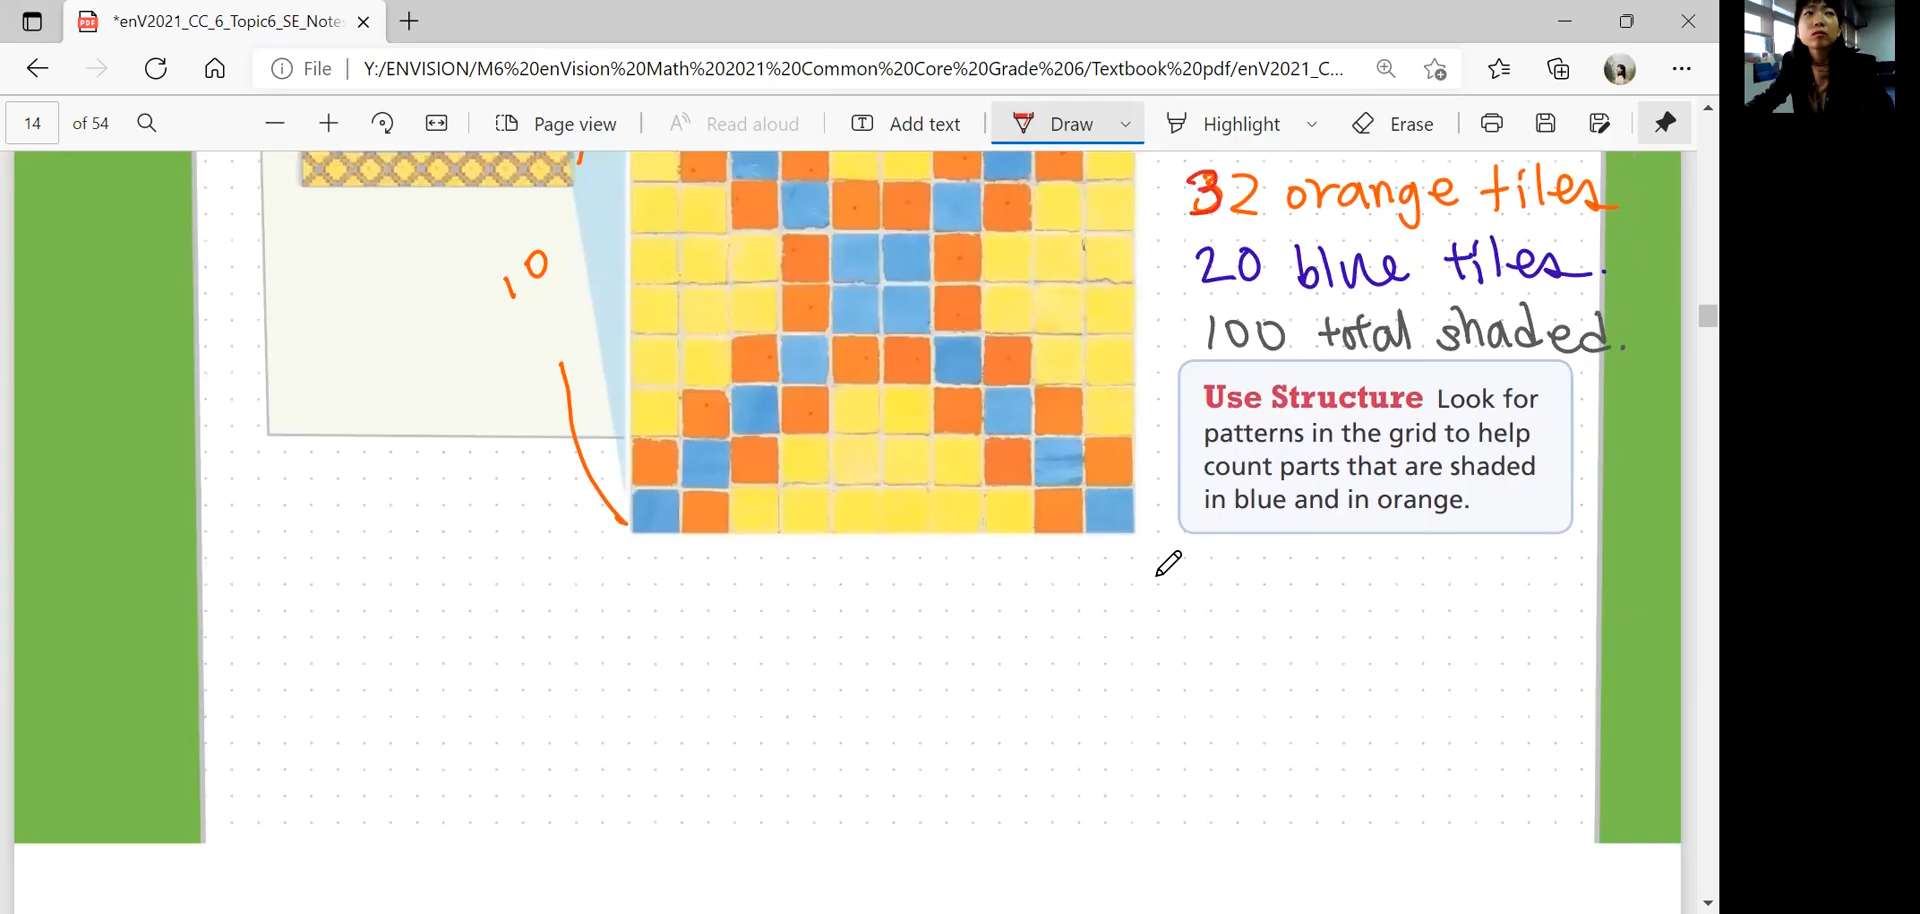 *enV2021_CC_6_Topic6_SE_Note
File
Y:/ENVISION/M6%20enVision%20Math%202021%20Common%20Core%20Grade%206/Textbook%20pdf/enV2021_C...
14 of 54
Page view
Read aloud
Add text
Draw
Highlight
Erase
10
32 orange tiles
20 blue tiles.
100 total shaded.
Use Structure Look for
patterns in the grid to help
count parts that are shaded
in blue and in orange.